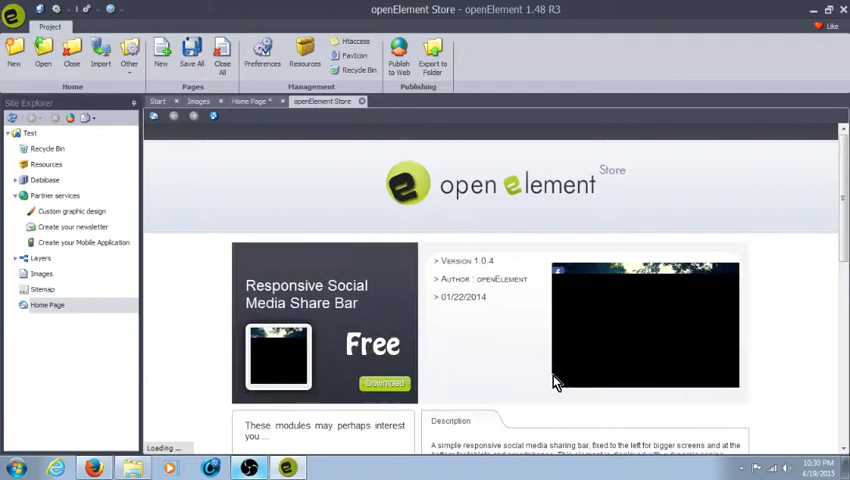 openElement Store - openElement 1.48 R3
Project
Like
New
Open
Close
Import
Other
New
Save All
Close All
Preferences
Resources
Htaccess
FavIcon
Recycle Bin
Publish to Web
Export to Folder
Home
Pages
Management
Publishing
Site Explorer
Start
Images
Home Page *
openElement Store
Test
Recycle Bin
Resources
Database
Partner services
Custom graphic design
Create your newsletter
Create your Mobile Application
Layers
Images
Sitemap
Home Page
open element
Store
Responsive Social
Media Share Bar
Free
Download
> Version 1.0.4
> Author : openElement
> 01/22/2014
These modules may perhaps interest
you ...
Description
A simple responsive social media sharing bar, fixed to the left for bigger screens and at the
Loading ...
10:30 PM
4/19/2015